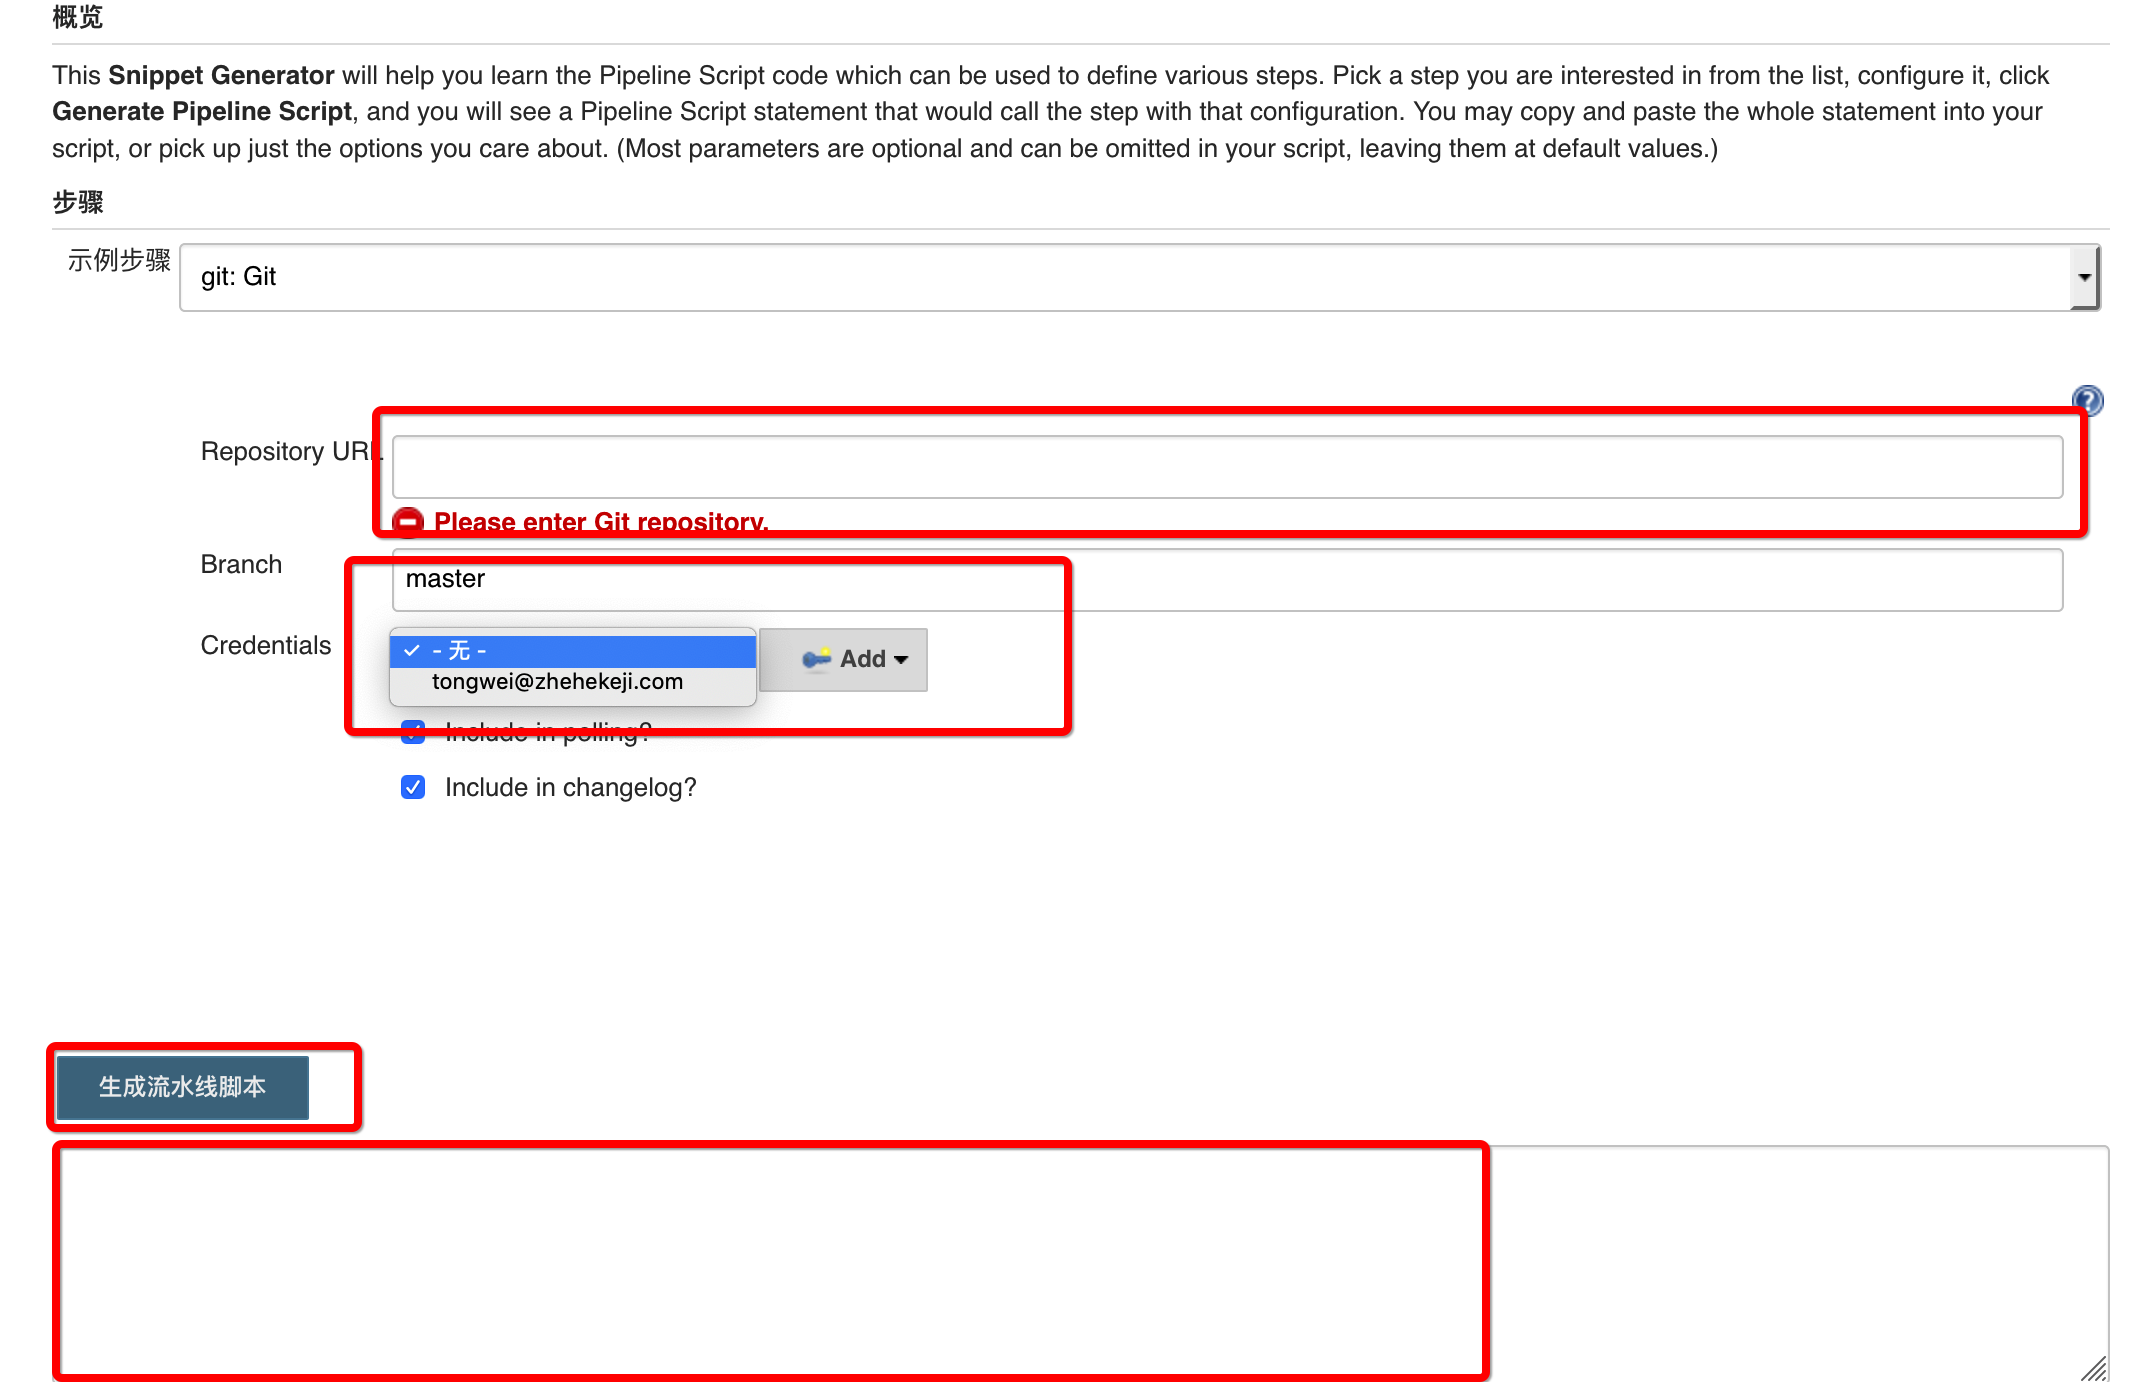 概览
This Snippet Generator will help you learn the Pipeline Script code which can be used to define various steps. Pick a step you are interested in from the list, configure it, click
Generate Pipeline Script, and you will see a Pipeline Script statement that would call the step with that configuration. You may copy and paste the whole statement into your
script, or pick up just the options you care about. (Most parameters are optional and can be omitted in your script, leaving them at default values.)
步骤
示例步骤 git: Git
Repository URL
Please enter Git repository.
Branch master
Credentials - 无 - Add
tongwei@zhehekeji.com
Include in polling?
Include in changelog?
生成流水线脚本